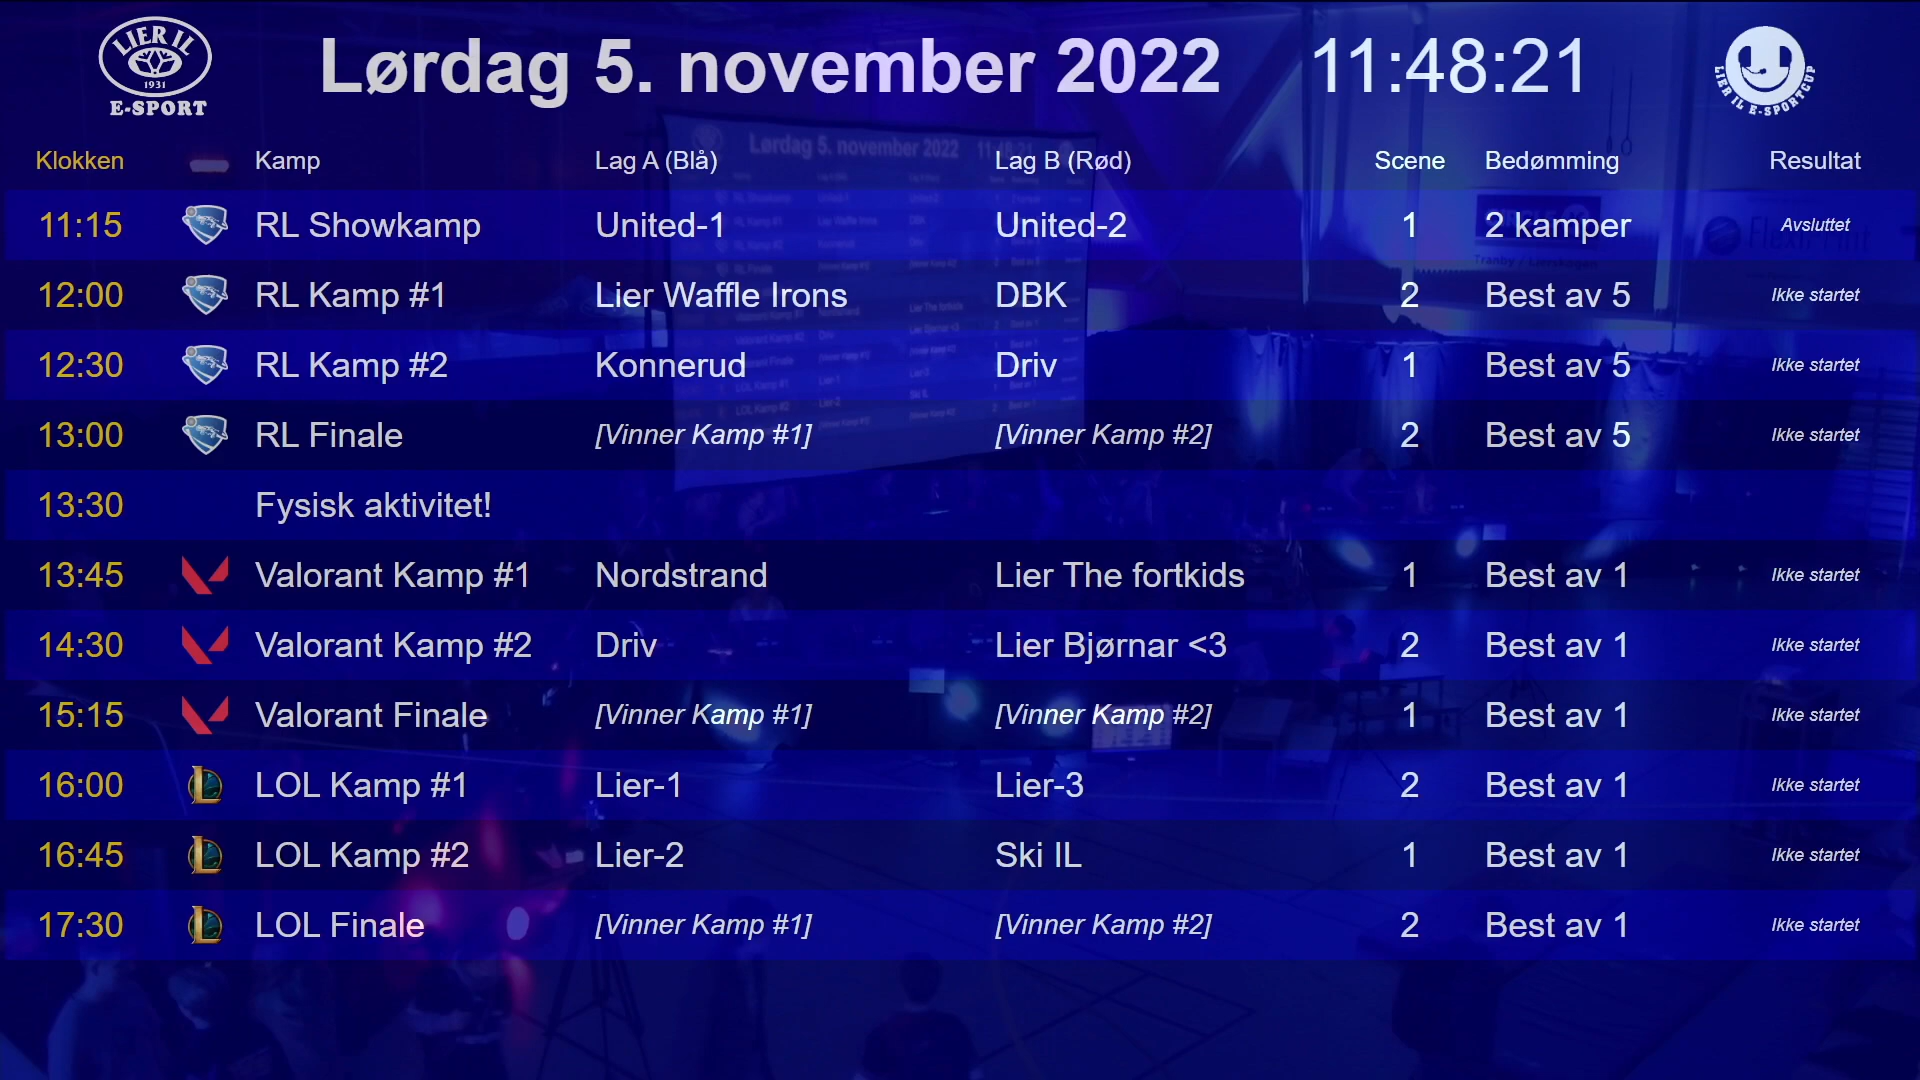 LIER IL
1931
E-SPORT
Lørdag 5. november 2022 11:48:21
LIER IL E-SPORTCUP
Klokken Kamp Lag A (Blå) Lag B (Rød) Scene Bedømming Resultat
11:15 RL Showkamp United-1 United-2 1 2 kamper Avsluttet
12:00 RL Kamp #1 Lier Waffle Irons DBK 2 Best av 5 Ikke startet
12:30 RL Kamp #2 Konnerud Driv 1 Best av 5 Ikke startet
13:00 RL Finale [Vinner Kamp #1] [Vinner Kamp #2] 2 Best av 5 Ikke startet
13:30 Fysisk aktivitet!
13:45 Valorant Kamp #1 Nordstrand Lier The fortkids 1 Best av 1 Ikke startet
14:30 Valorant Kamp #2 Driv Lier Bjørnar <3 2 Best av 1 Ikke startet
15:15 Valorant Finale [Vinner Kamp #1] [Vinner Kamp #2] 1 Best av 1 Ikke startet
16:00 LOL Kamp #1 Lier-1 Lier-3 2 Best av 1 Ikke startet
16:45 LOL Kamp #2 Lier-2 Ski IL 1 Best av 1 Ikke startet
17:30 LOL Finale [Vinner Kamp #1] [Vinner Kamp #2] 2 Best av 1 Ikke startet